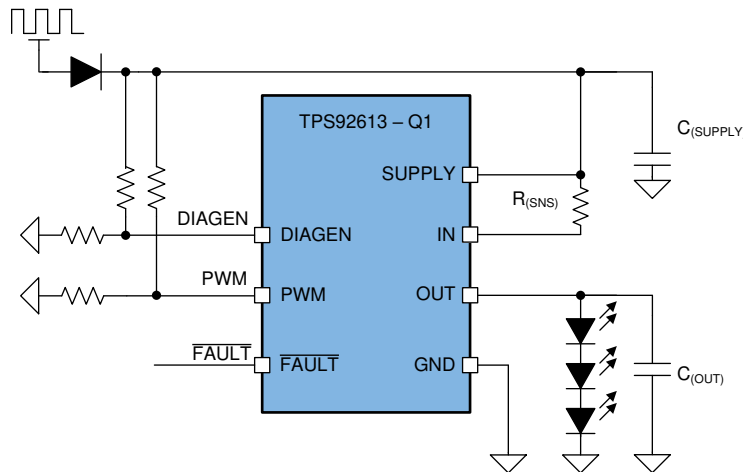 TPS92613 – Q1
SUPPLY
C(SUPPLY
R(SNS)
DIAGEN
DIAGEN
IN
PWM
PWM
OUT
FAULT
FAULT
GND
C(OUT)